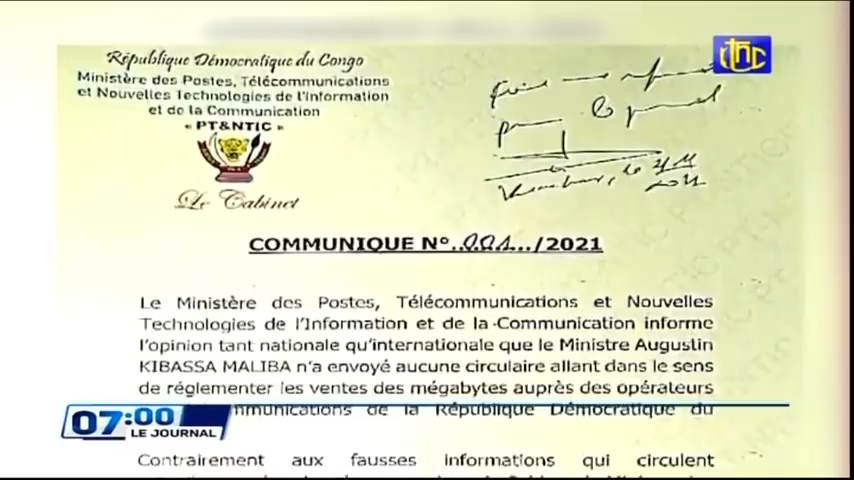 République Démocratique du Congo
Ministère des Postes, Télécommunications
et Nouvelles Technologies de l'Information
et de la Communication
« PT&NTIC »
Le Cabinet
rtnc
COMMUNIQUE N°..001.../2021
Le Ministère des Postes, Télécommunications et Nouvelles
Technologies de l'Information et de la Communication informe
l'opinion tant nationale qu'internationale que le Ministre Augustin
KIBASSA MALIBA n'a envoyé aucune circulaire allant dans le sens
de réglementer les ventes des mégabytes auprès des opérateurs
communications de la République Démocratique du
07:00
LE JOURNAL
Contrairement aux fausses informations qui circulent